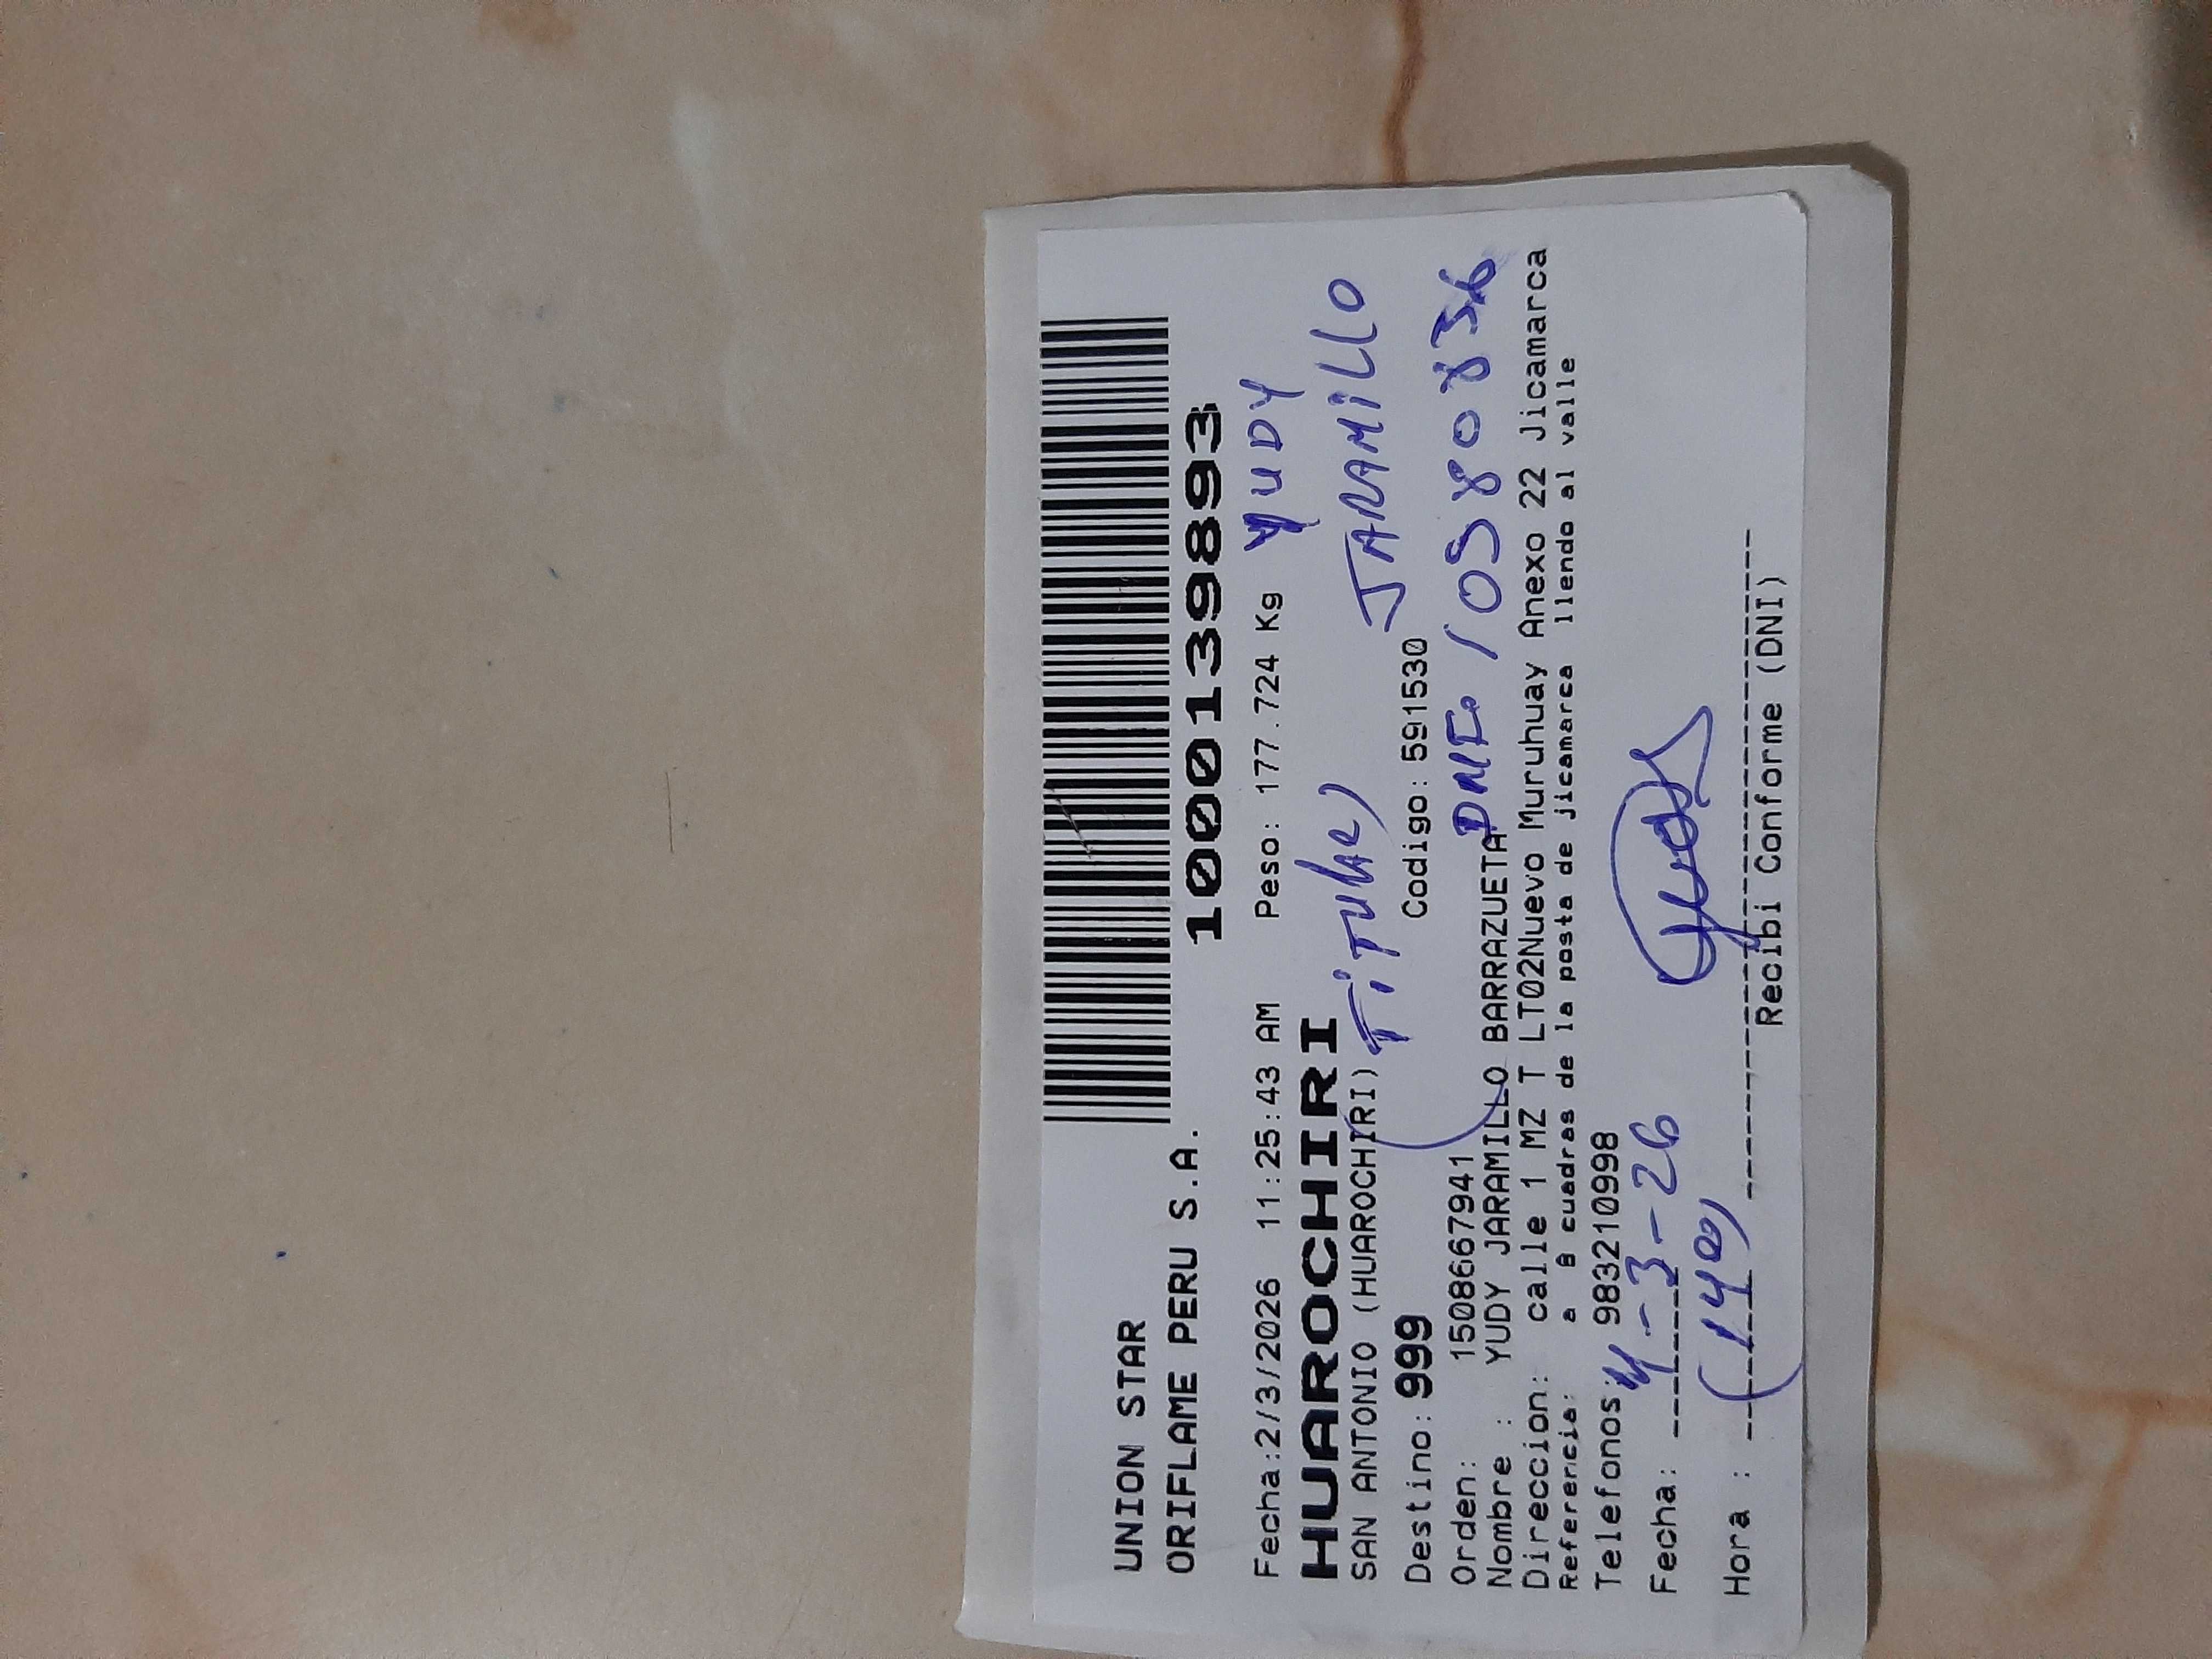 UNION STAR
ORIFLAME PERU S.A.
10001398893
Fecha:2/3/2026 11:25:43 AM Peso: 177.724 Kg YUDY
HUAROCHIRI
SAN ANTONIO (HUAROCHIRI) TiTULAR) JARAMiLLO
Destino: 999 Codigo: 5911530
Orden: 1508667941
Nombre : YUDY JARAMILLO BARRAZUETA DNI. 10580836
Direccion: calle 1 MZ T LT02Nuevo Muruhuay Anexo 22 Jicamarca
Referencia: a 8 cuadras de la posta de jicamarca llendo al valle
Telefonos: 983210998
Fecha: 4-3-26
Hora :
Recibi Conforme (DNI)